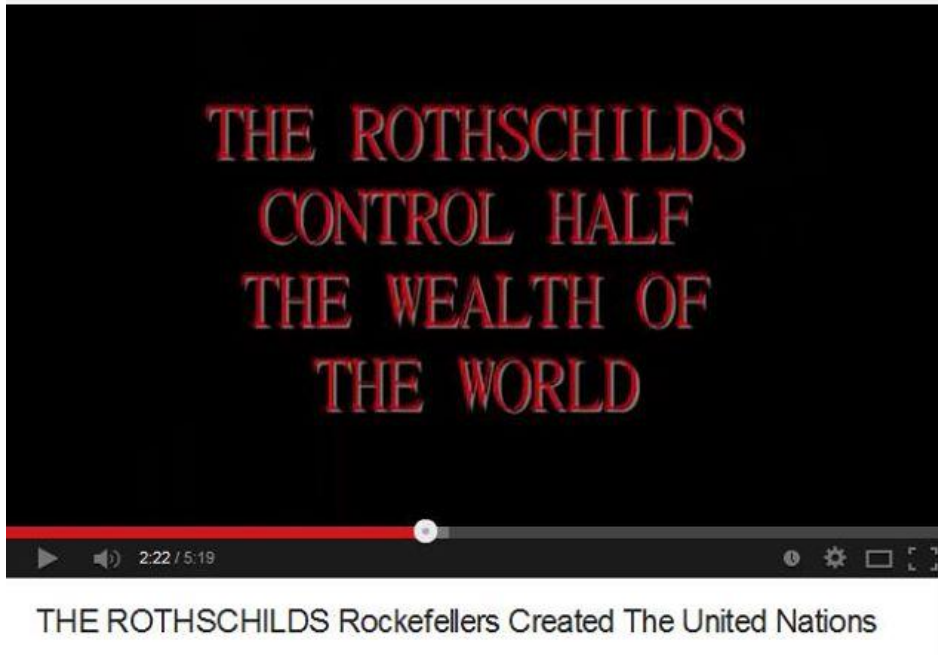 THE ROTHSCHILDS
CONTROL HALF
THE WEALTH OF
THE WORLD
2:22 / 5:19
THE ROTHSCHILDS Rockefellers Created The United Nations